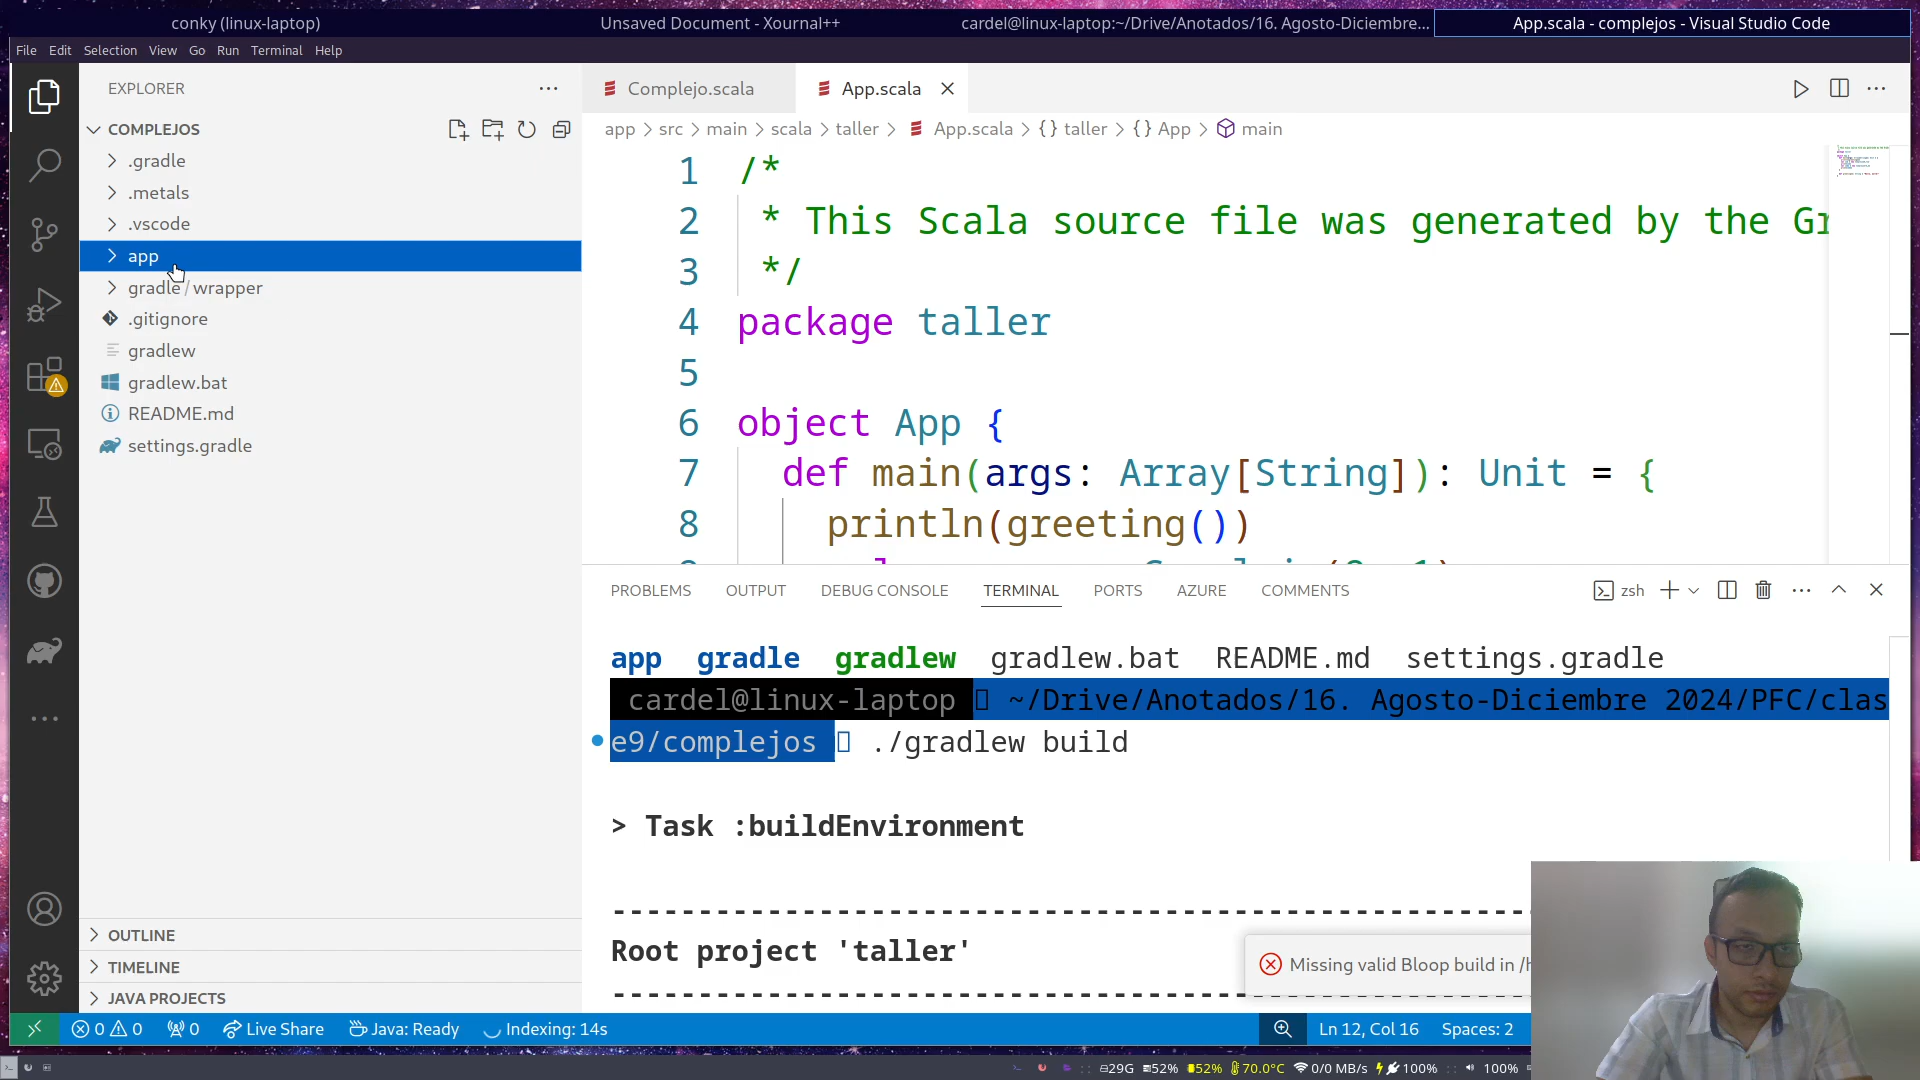 conky (linux-laptop)
Unsaved Document - Xournal++
cardel@linux-laptop:~/Drive/Anotados/16. Agosto-Diciembre...
App.scala - complejos - Visual Studio Code
File Edit Selection View Go Run Terminal Help
EXPLORER
COMPLEJOS
.gradle
.metals
.vscode
app
gradle / wrapper
.gitignore
gradlew
gradlew.bat
README.md
settings.gradle
OUTLINE
TIMELINE
JAVA PROJECTS
Complejo.scala
App.scala
app > src > main > scala > taller > App.scala > {} taller > {} App > main
1 /*
2 * This Scala source file was generated by the Gr
3 */
4 package taller
5
6 object App {
7 def main(args: Array[String]): Unit = {
8 println(greeting())
PROBLEMS OUTPUT DEBUG CONSOLE TERMINAL PORTS AZURE COMMENTS
zsh
app gradle gradlew gradlew.bat README.md settings.gradle
cardel@linux-laptop ~/Drive/Anotados/16. Agosto-Diciembre 2024/PFC/clas
e9/complejos ./gradlew build
> Task :buildEnvironment
------------------------------------------------------
Root project 'taller'
------------------------------------------------------
Missing valid Bloop build in /h
0 0 0 Live Share Java: Ready Indexing: 14s
Ln 12, Col 16 Spaces: 2
29G 52% 52% 70.0°C 0/0 MB/s 100% 100%